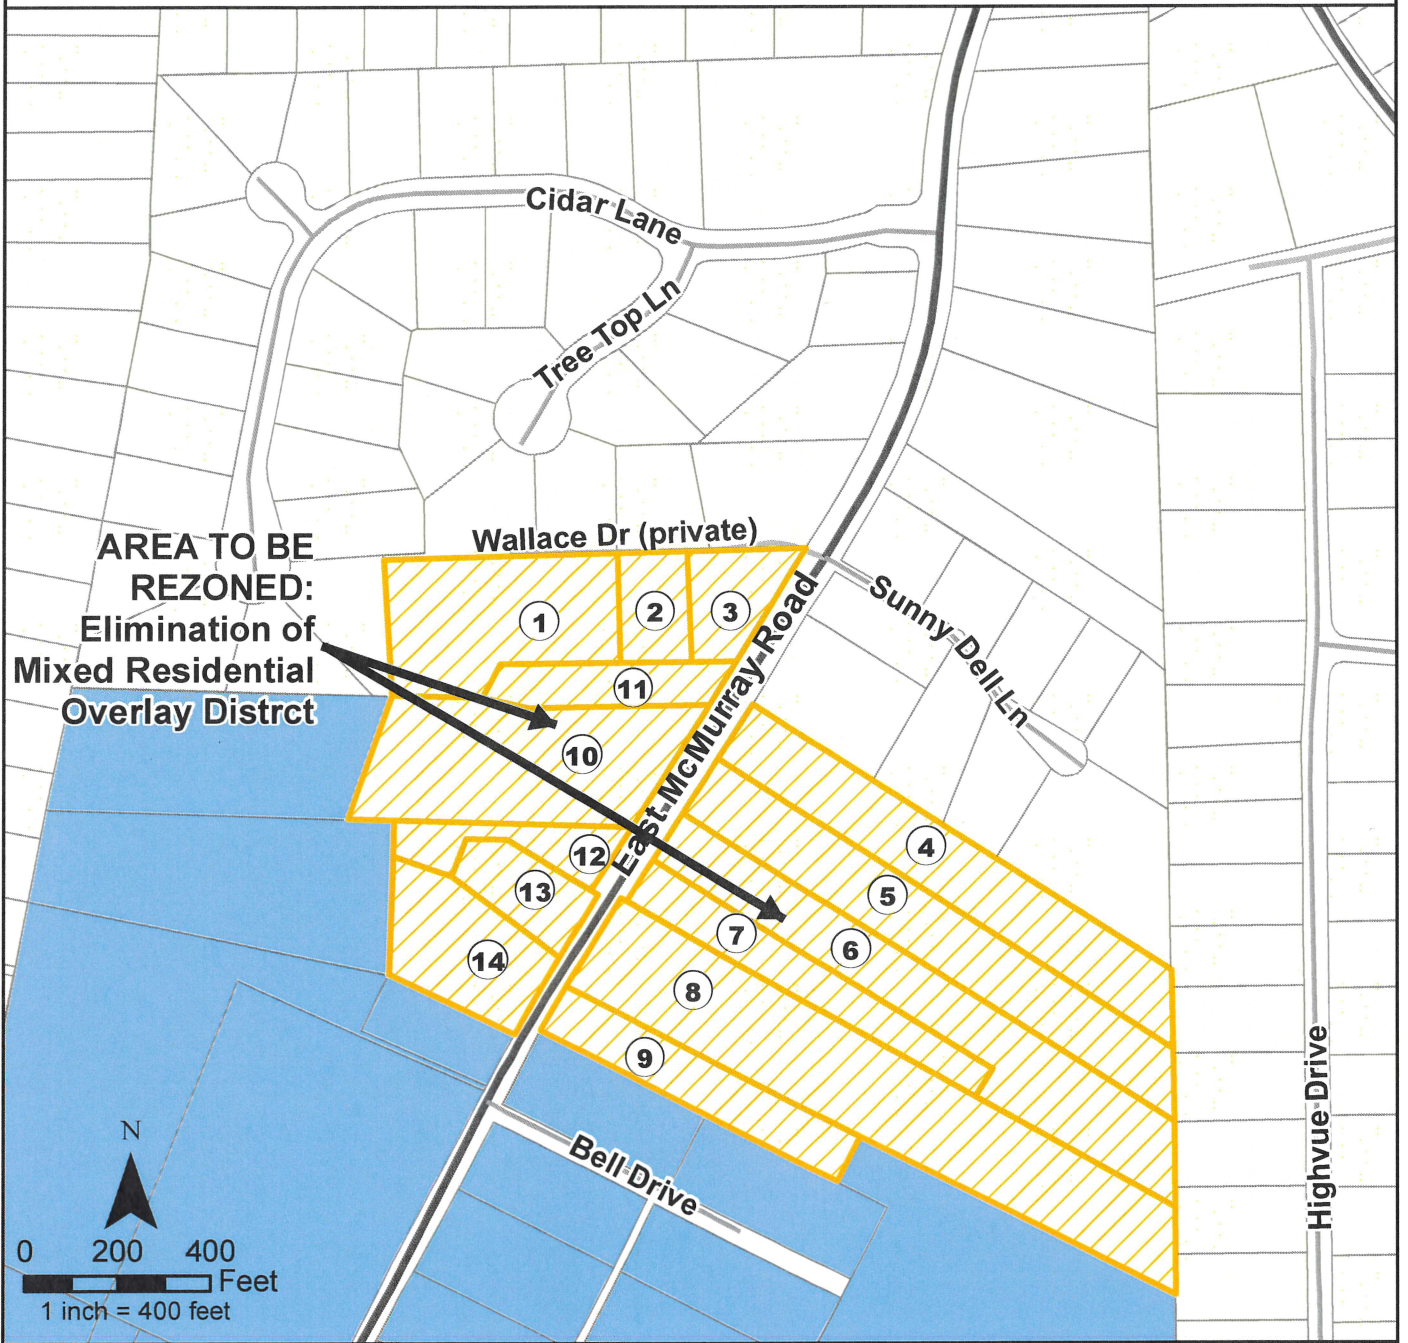 Cidar Lane
Tree Top Ln
Wallace Dr (private)
AREA TO BE
REZONED:
Elimination of
Mixed Residential
Overlay Distrct
East McMurray Road
Sunny Dell Ln
1
2
3
11
10
12
13
14
4
5
6
7
8
9
Bell Drive
Highvue Drive
N
0 200 400
Feet
1 inch = 400 feet